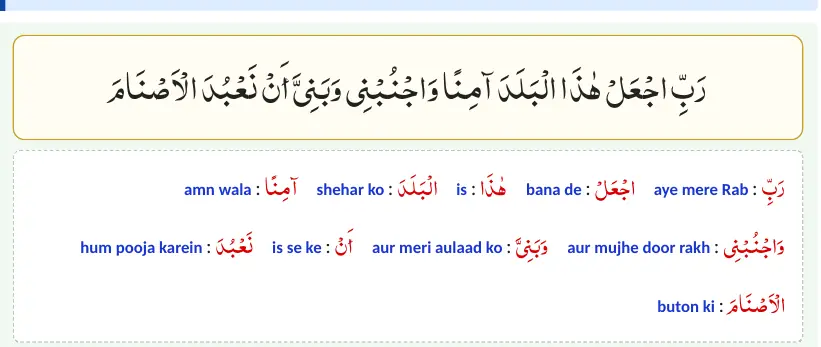 رَبِّ اجْعَلْ هٰذَا الْبَلَدَ آمِنًا وَاجْنُبْنِی وَبَنِیَّ اَنْ نَعْبُدَ الْاَصْنَامَ
رَبِّ : aye mere Rab اجْعَلْ : bana de هٰذَا : is الْبَلَدَ : shehar ko آمِنًا : amn wala
وَاجْنُبْنِی : aur mujhe door rakh وَبَنِیَّ : aur meri aulaad ko اَنْ : is se ke نَعْبُدَ : hum pooja karein
الْاَصْنَامَ : buton ki